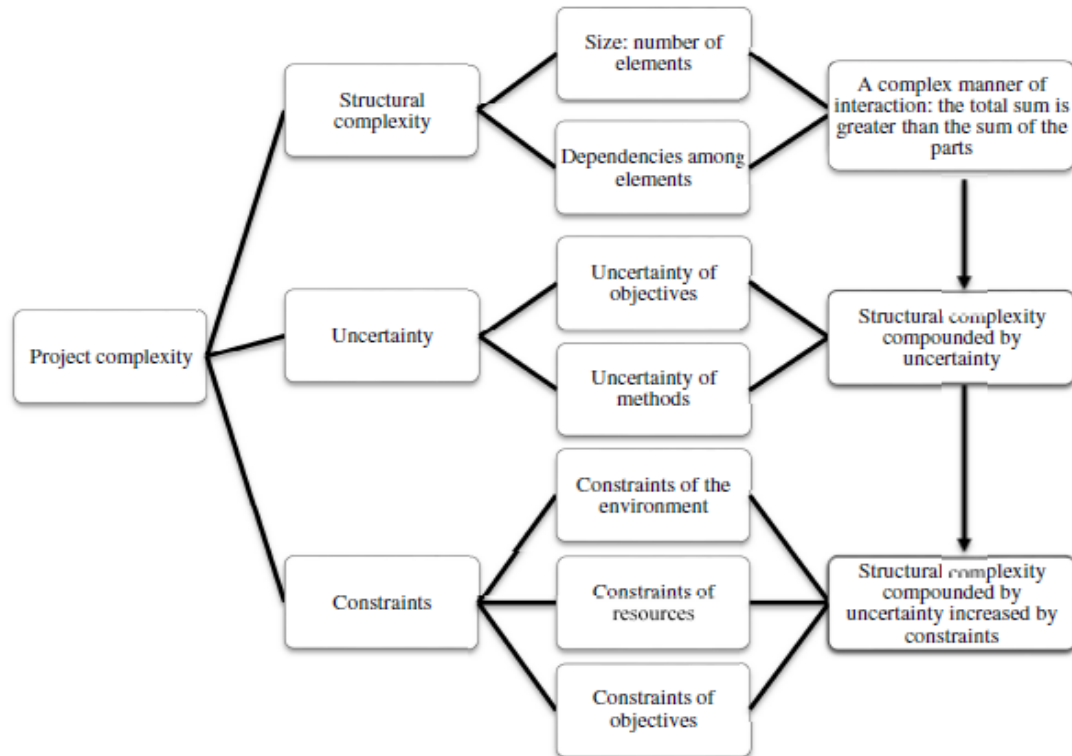 Size: number of
elements
Structural
complexity
A complex manner of
interaction: the total sum is
greater than the sum of the
parts
Dependencies among
elements
Uncertainty of
objectives
Project complexity
Uncertainty
Structural complexity
compounded by
uncertainty
Uncertainty of
methods
Constraints of the
environment
Constraints
Constraints of
resources
Structural complexity
compounded by
uncertainty increased by
constraints
Constraints of
objectives